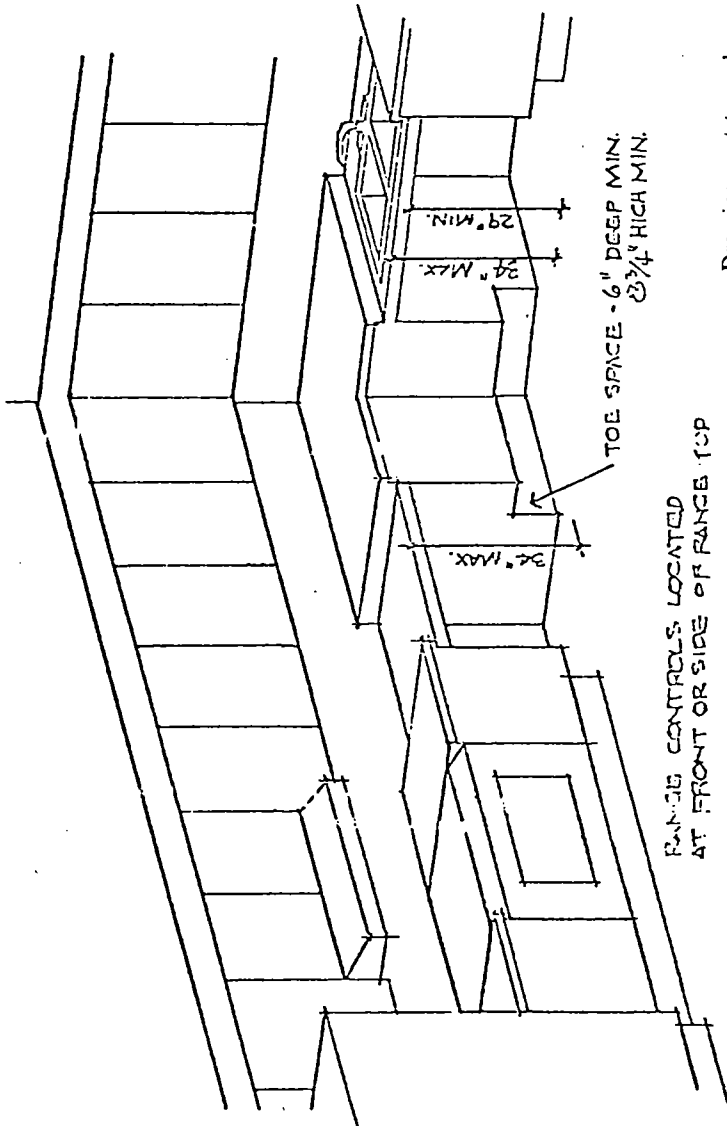 29" MIN.
34" MAX.
34" MAX.
TOE SPACE - 6" DEEP MIN.
8 3/4" HIGH MIN.
RANGE CONTROLS LOCATED
AT FRONT OR SIDE OF RANGE TOP